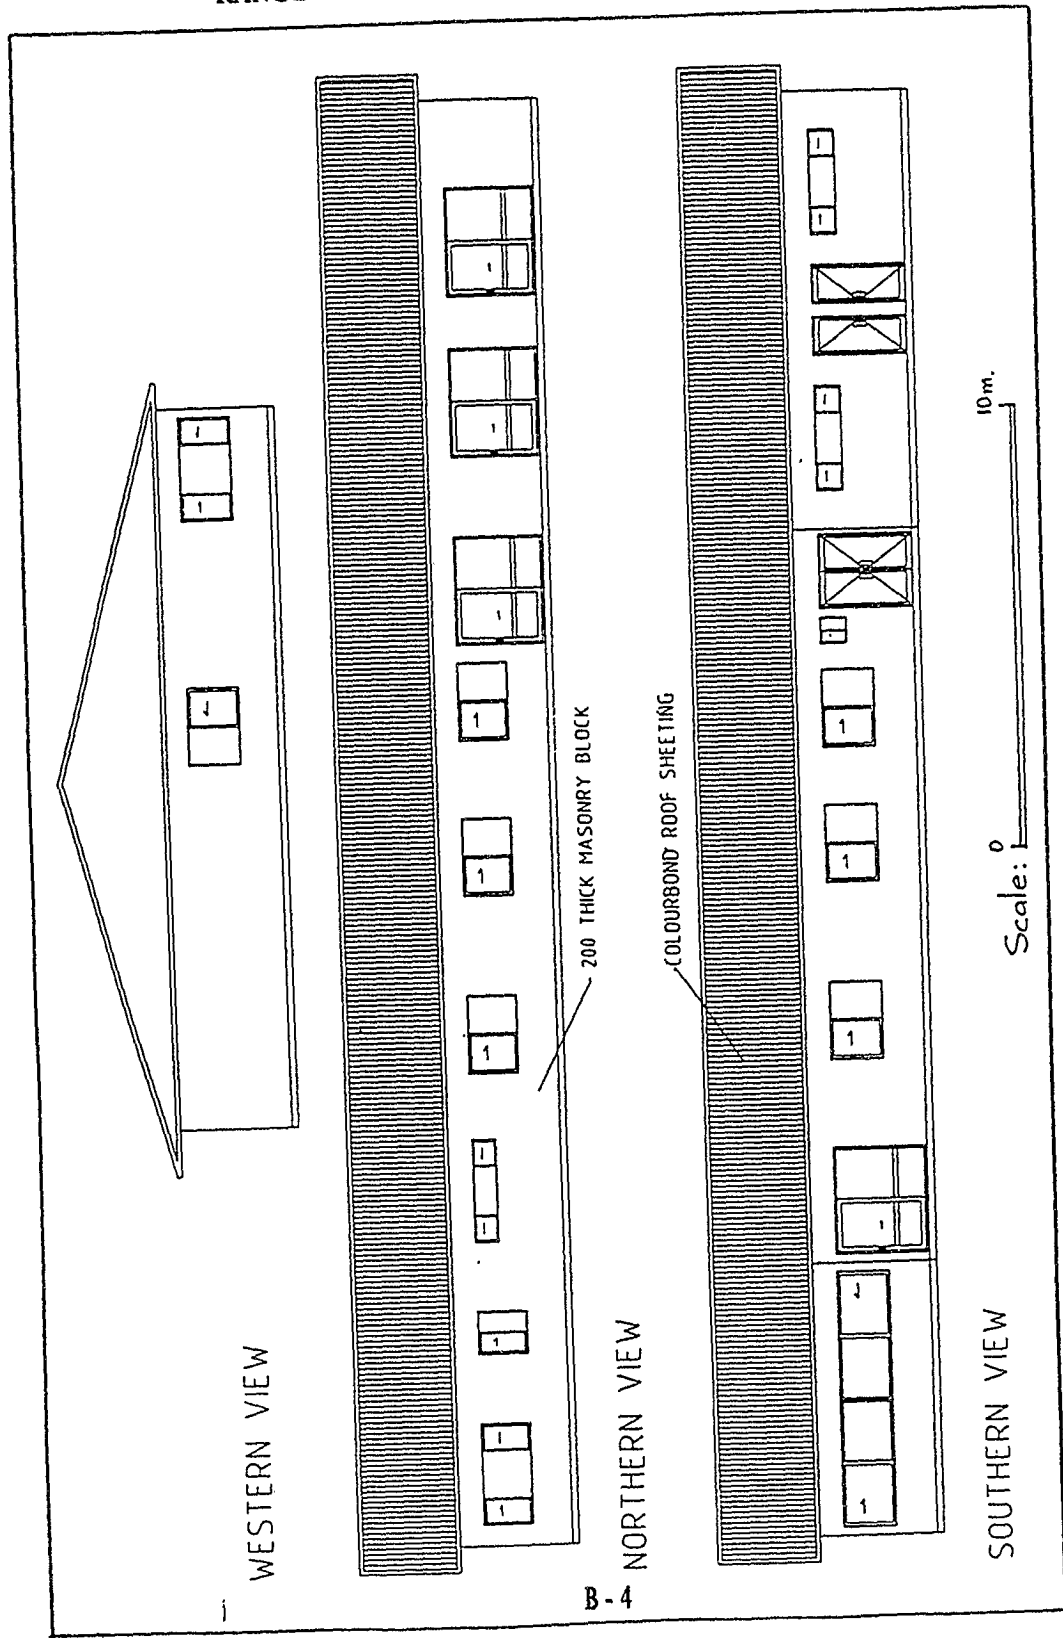 WESTERN VIEW
200 THICK MASONRY BLOCK
NORTHERN VIEW
COLOURBOND ROOF SHEETING
SOUTHERN VIEW
Scale: 0
10m.
B - 4